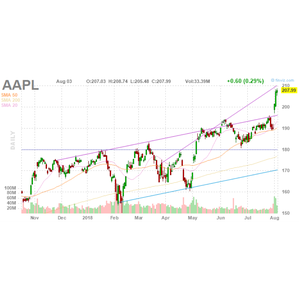 AAPL Aug 03 O:207.03 H:208.74 L:205.48 C:207.99 Vol:33.39M +0.60 (0.29%)
SMA 20
SMA 50
SMA 200
DAILY
210
207.99
200
190
180
170
160
150
100M
80M
60M
40M
20M
Nov Dec 2018 Feb Mar Apr May Jun Jul Aug